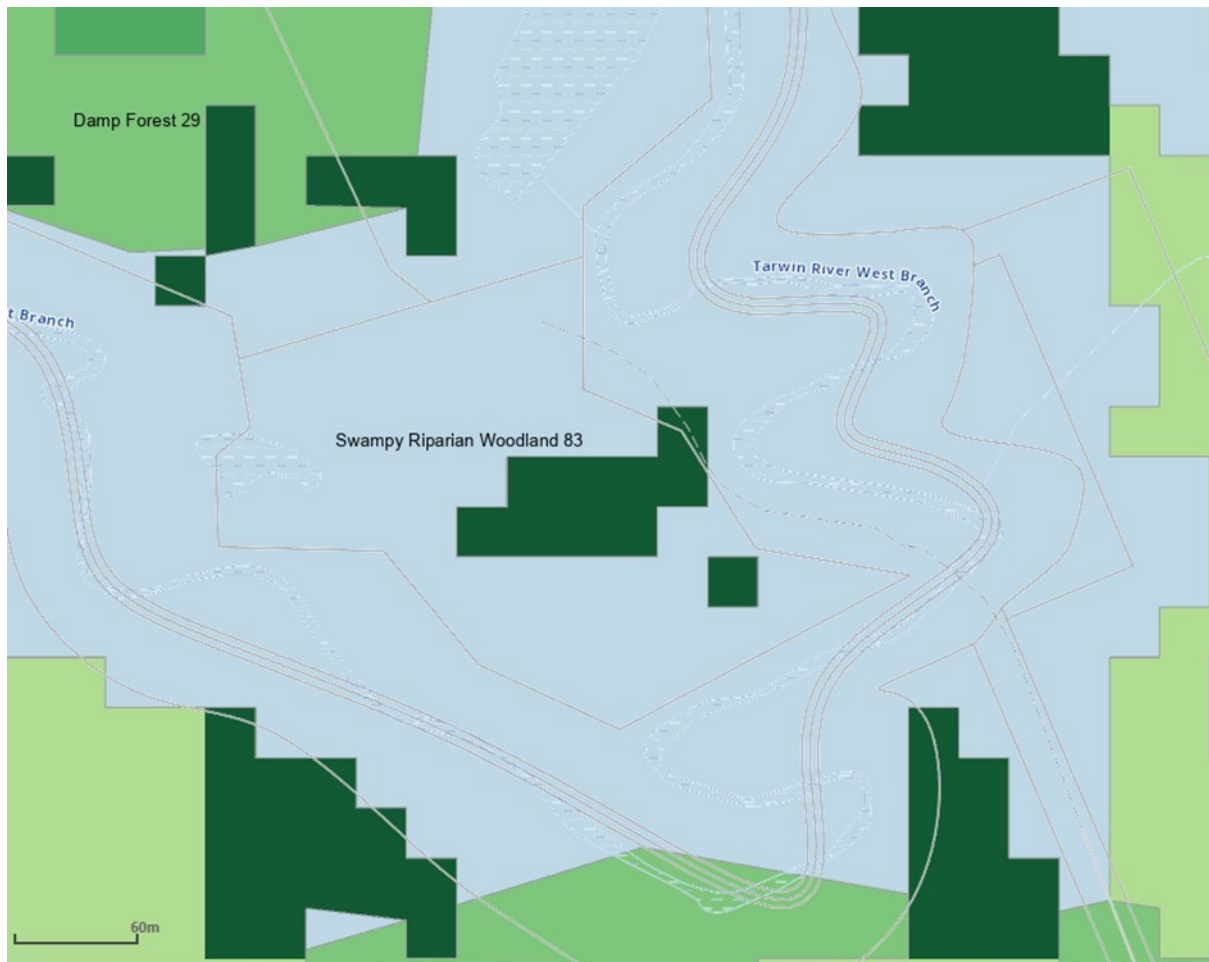 Damp Forest 29
Tarwin River West Branch
t Branch
Swampy Riparian Woodland 83
60m